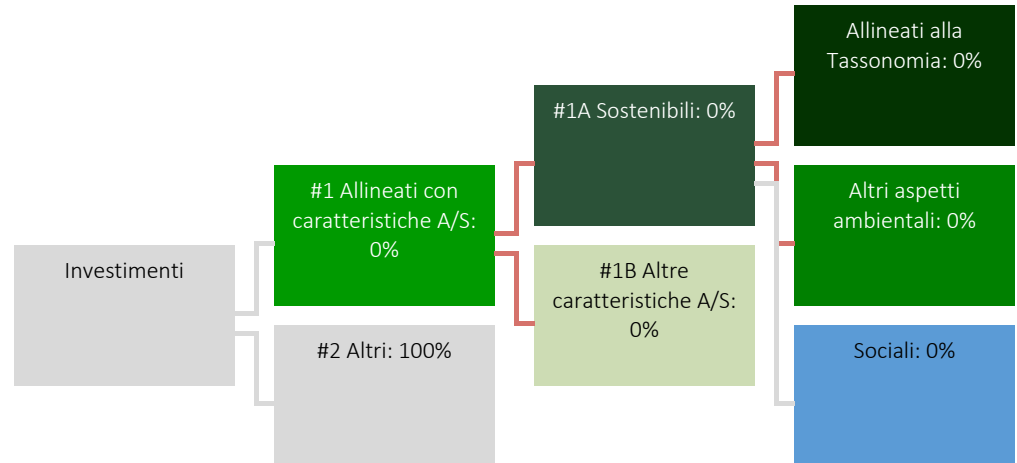 Investimenti
#1 Allineati con
caratteristiche A/S:
0%
#2 Altri: 100%
#1A Sostenibili: 0%
#1B Altre
caratteristiche A/S:
0%
Allineati alla
Tassonomia: 0%
Altri aspetti
ambientali: 0%
Sociali: 0%